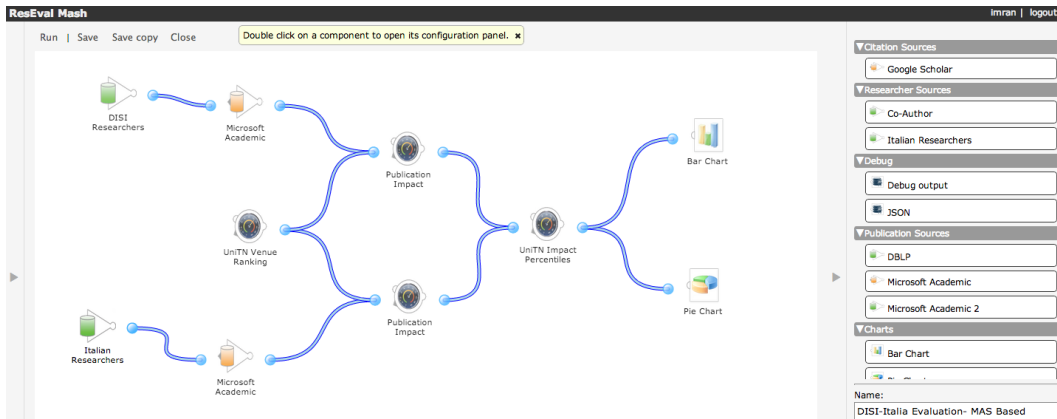 ResEval Mash
imran | logout
Run | Save Save copy Close
Double click on a component to open its configuration panel. ×
DISI
Researchers
Microsoft
Academic
Publication
Impact
UniTN Venue
Ranking
UniTN Impact
Percentiles
Bar Chart
Pie Chart
Publication
Impact
Italian
Researchers
Microsoft
Academic
Citation Sources
Google Scholar
Researcher Sources
Co-Author
Italian Researchers
Debug
Debug output
JSON
Publication Sources
DBLP
Microsoft Academic
Microsoft Academic 2
Charts
Bar Chart
Name:
DISI-Italia Evaluation- MAS Based